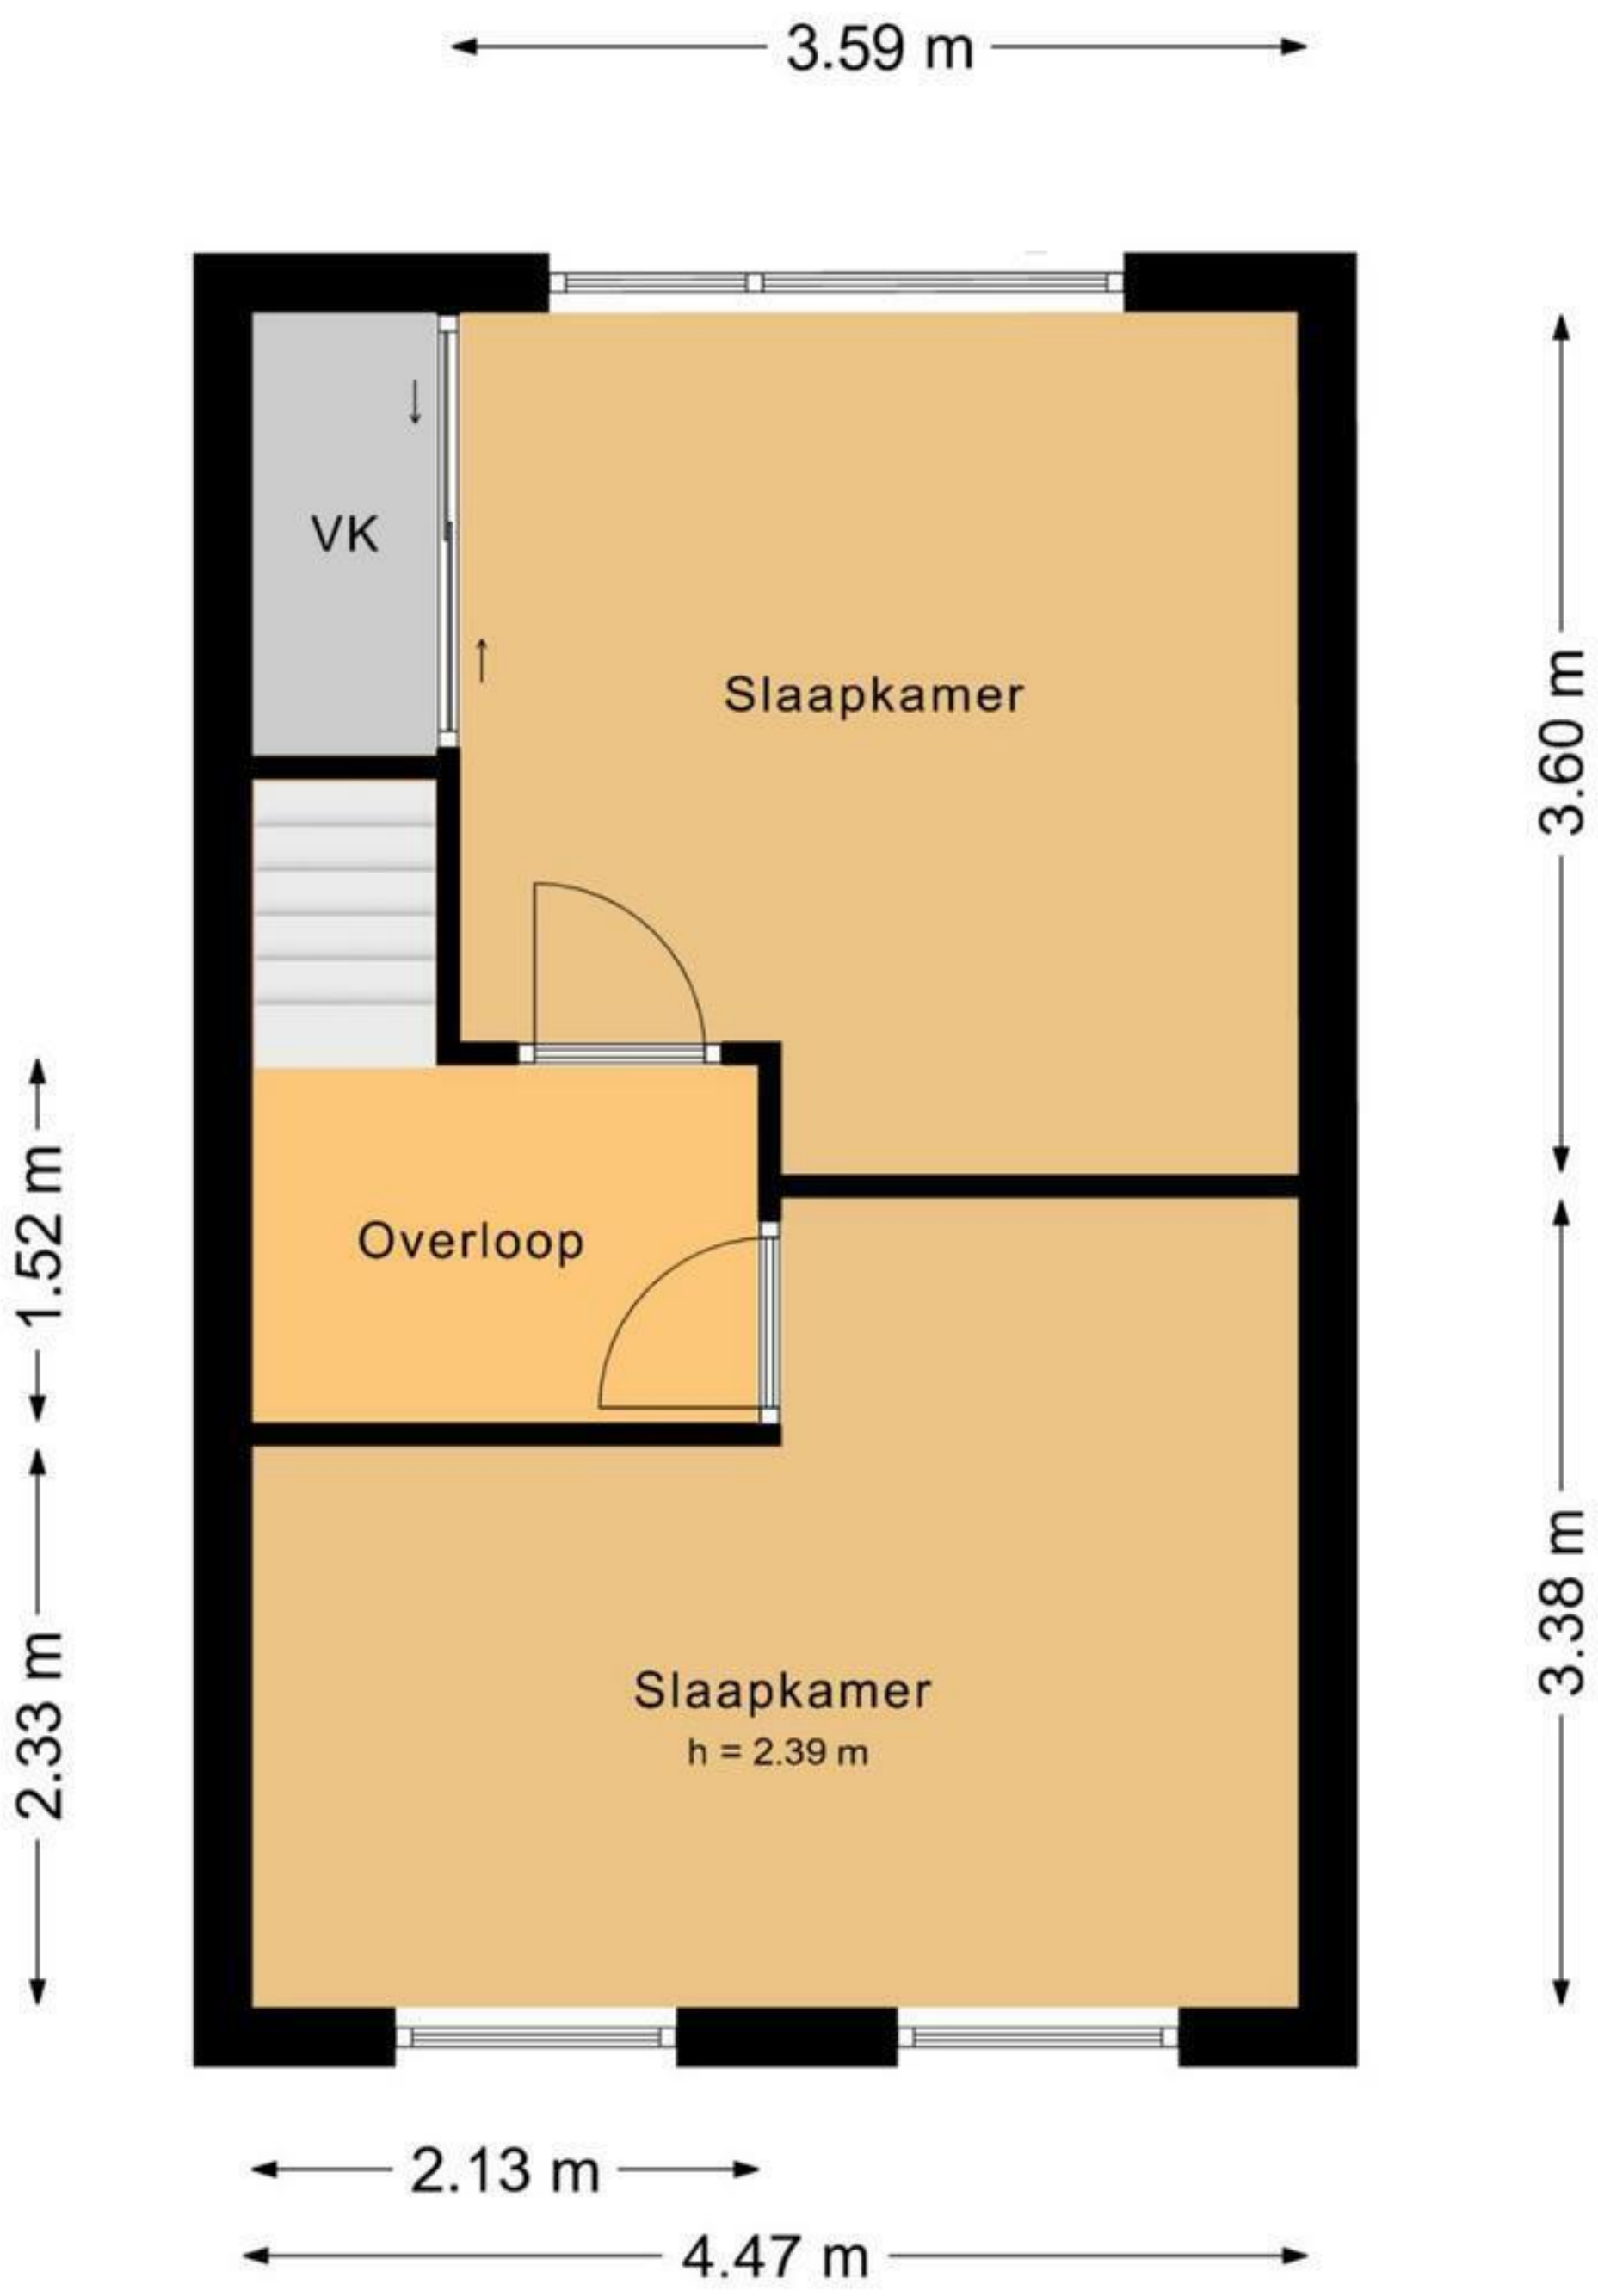 3.59 m
VK
Slaapkamer
3.60 m
1.52 m
Overloop
2.33 m
3.38 m
Slaapkamer
h = 2.39 m
2.13 m
4.47 m